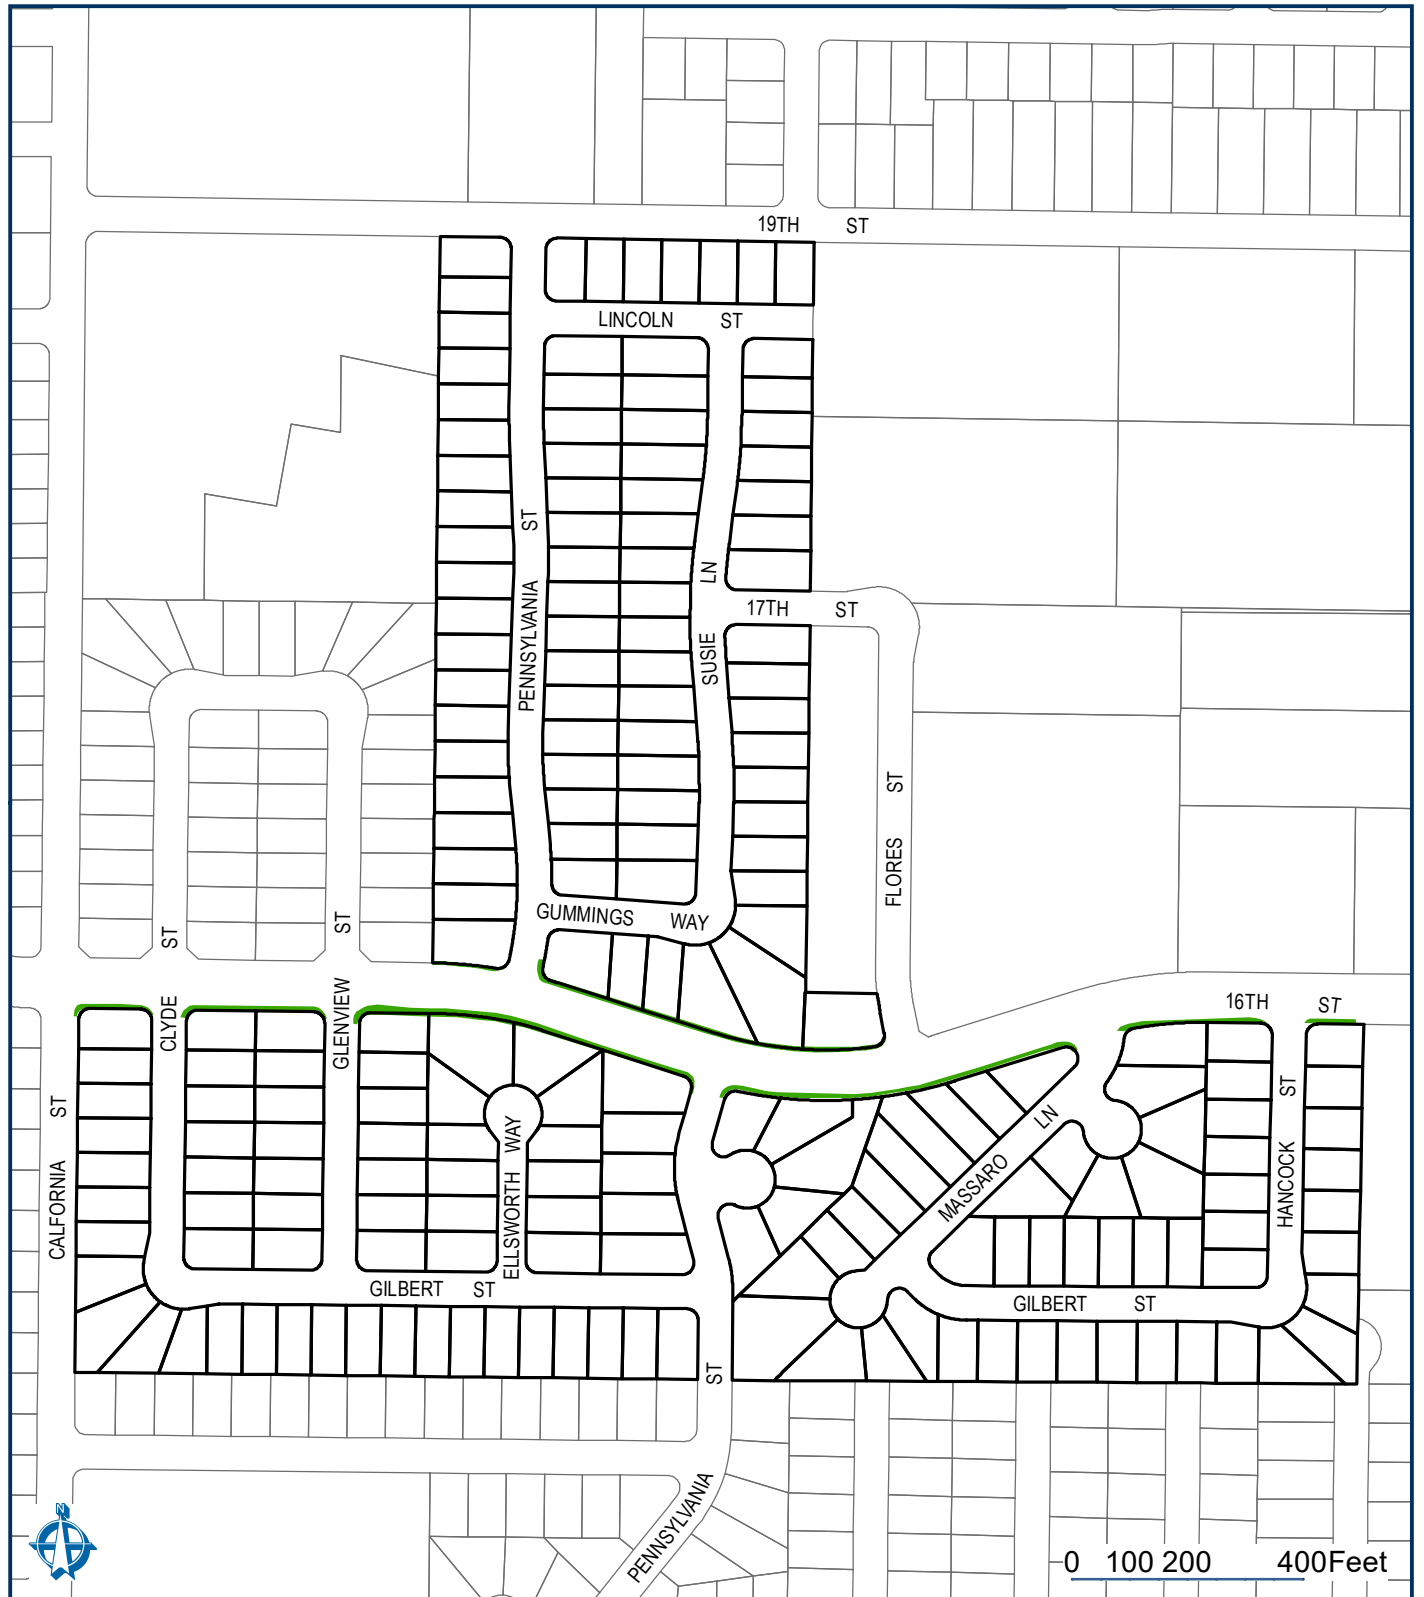 19TH ST
LINCOLN ST
PENNSYLVANIA ST
SUSIE LN
17TH ST
FLORES ST
GUMMINGS WAY
CLYDE ST
GLENVIEW ST
16TH ST
CALFORNIA ST
ELLSWORTH WAY
MASSARO LN
HANCOCK ST
GILBERT ST
GILBERT ST
PENNSYLVANIA ST
N
0 100 200 400Feet